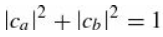 |c_a|^2 + |c_b|^2 = 1